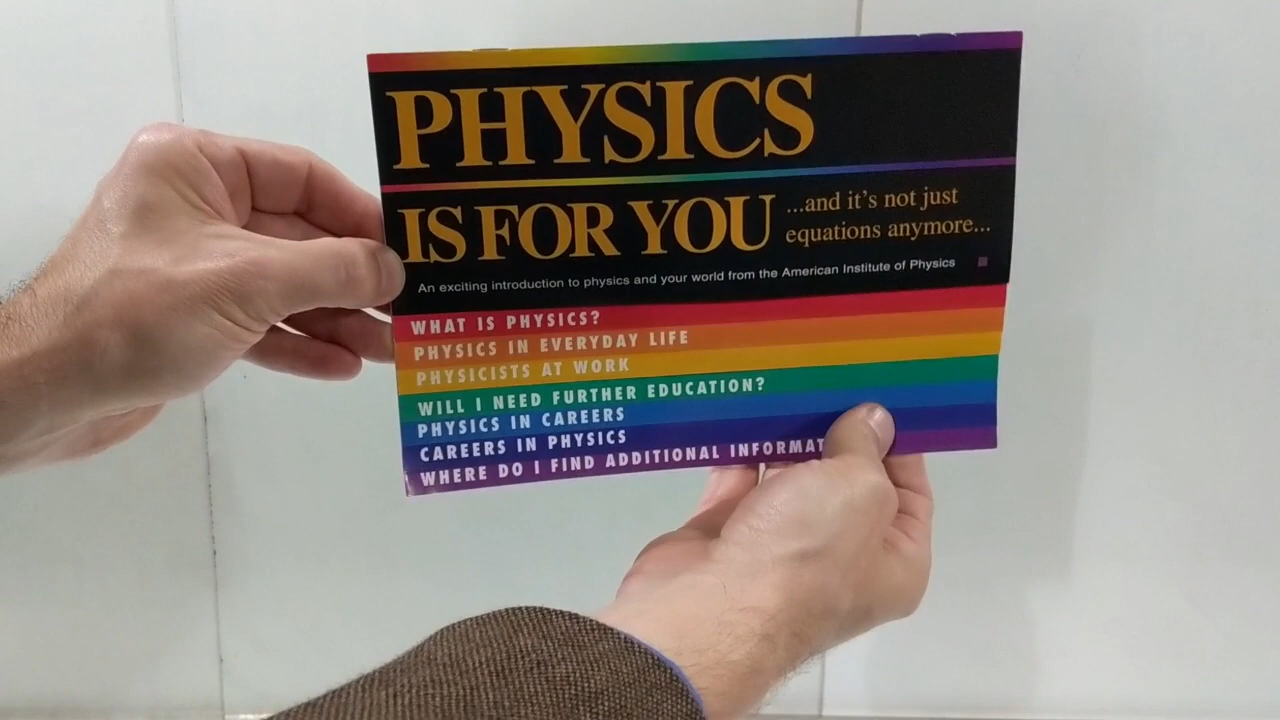 PHYSICS
IS FOR YOU
...and it's not just
equations anymore...
An exciting introduction to physics and your world from the American Institute of Physics
WHAT IS PHYSICS?
PHYSICS IN EVERYDAY LIFE
PHYSICISTS AT WORK
WILL I NEED FURTHER EDUCATION?
PHYSICS IN CAREERS
CAREERS IN PHYSICS
WHERE DO I FIND ADDITIONAL INFORMAT